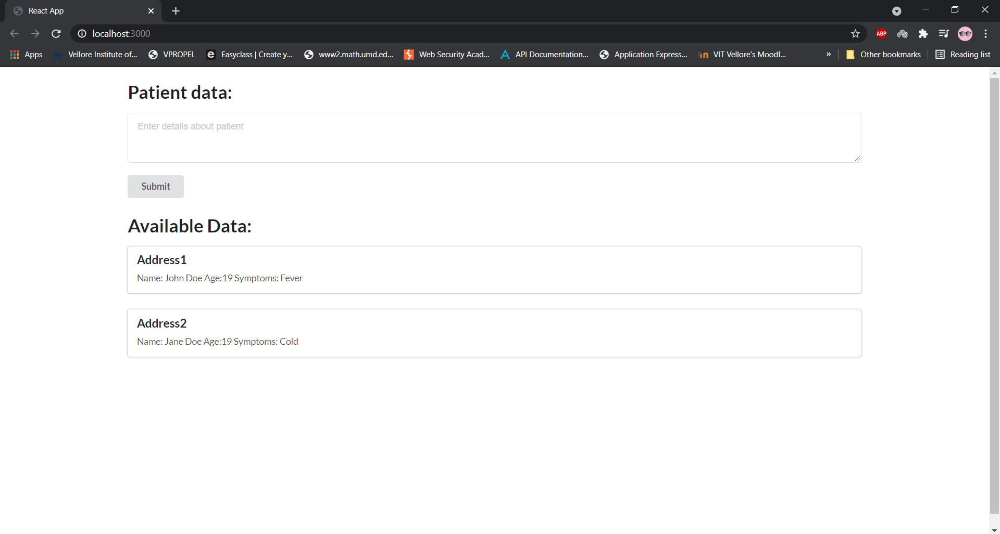 React App
localhost:3000
ABP
Apps
Vellore Institute of...
VPROPEL
e
Easyclass | Create y...
www2.math.umd.ed...
Web Security Acad...
API Documentation...
Application Express...
VIT Vellore's Moodl...
»
Other bookmarks
Reading list
Patient data:
Enter details about patient
Submit
Available Data:
Address1
Name: John Doe Age:19 Symptoms: Fever
Address2
Name: Jane Doe Age:19 Symptoms: Cold